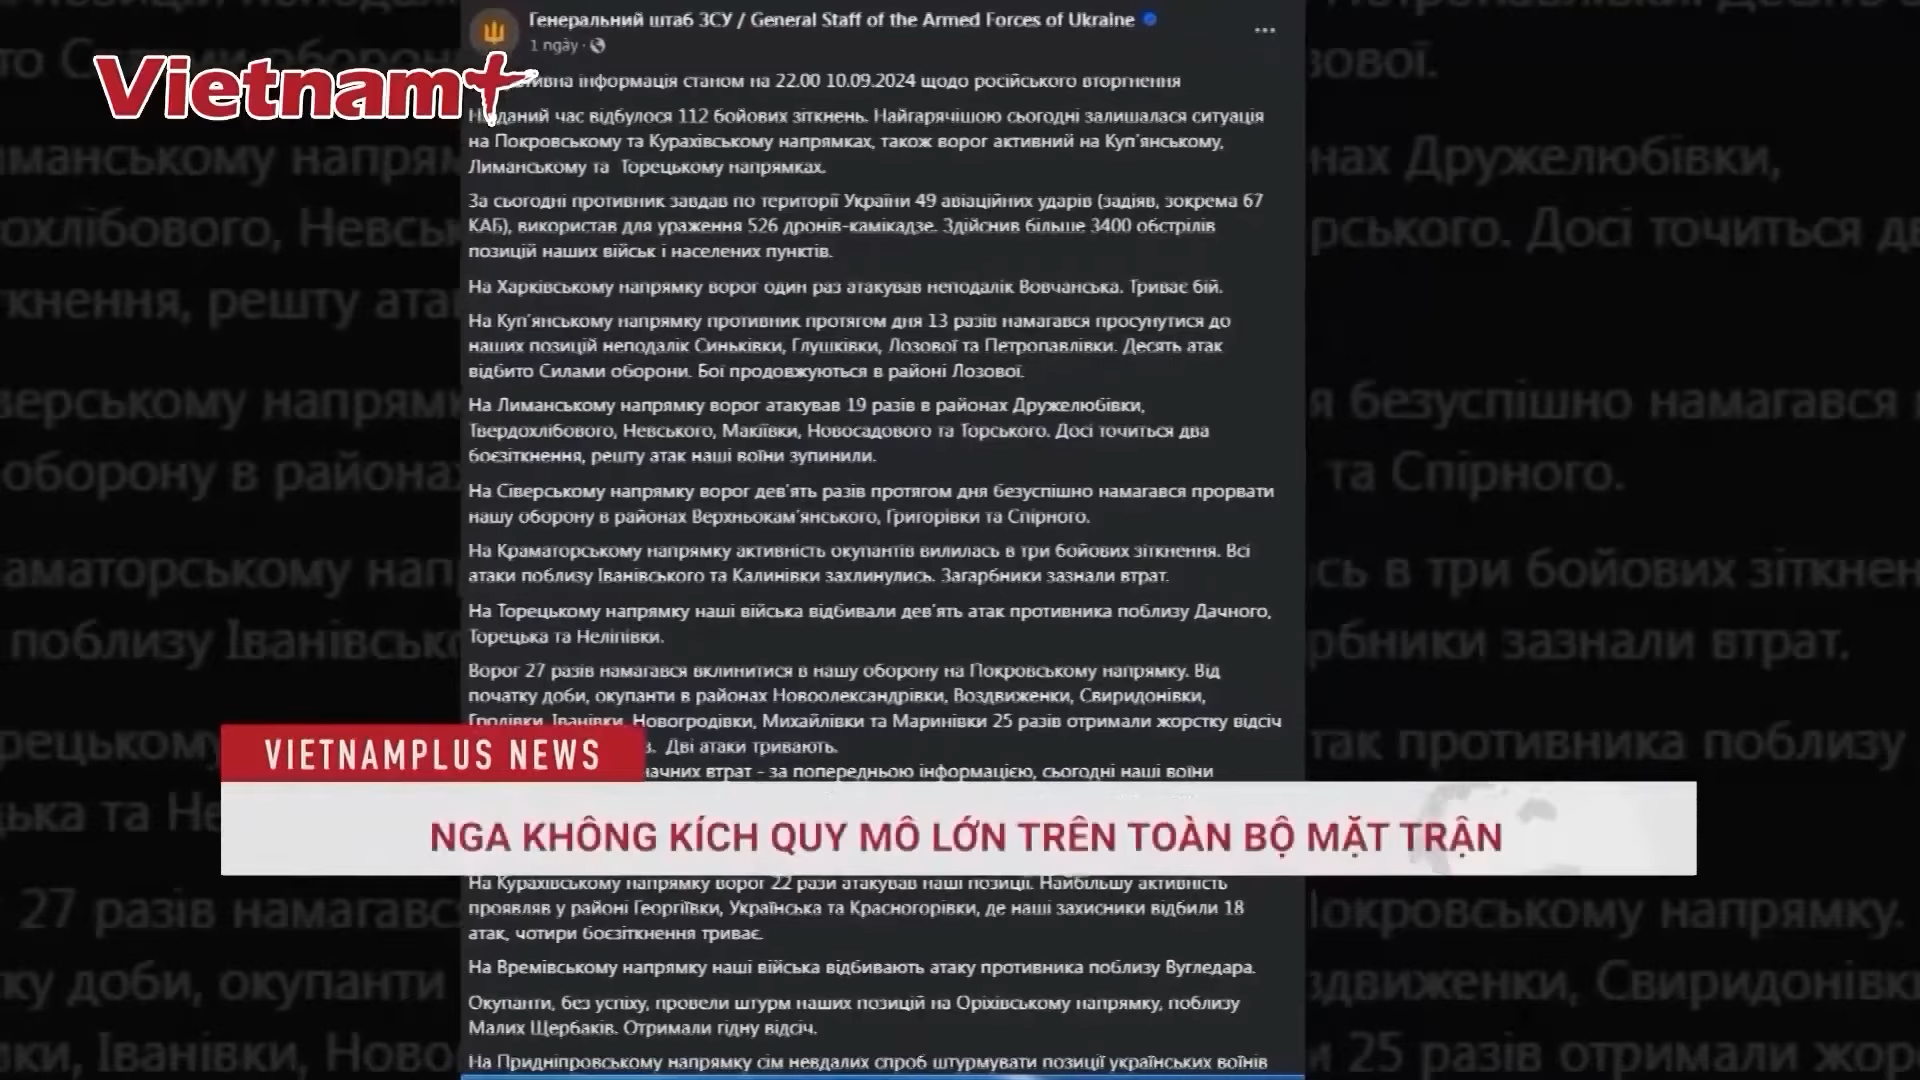 Генеральний штаб ЗСУ / General Staff of the Armed Forces of Ukraine
1 ngày
Vietnam+
інформація станом на 22.00 10.09.2024 щодо російського вторгнення
даний час відбулося 112 бойових зіткнень. Найгарячішою сьогодні залишалася ситуація
на Покровському та Курахівському напрямках, також ворог активний на Куп'янському,
Лиманському та Торецькому напрямках.
За сьогодні противник завдав по території України 49 авіаційних ударів (задіяв, зокрема 67
КАБ), використав для ураження 526 дронів-камікадзе. Здійснив більше 3400 обстрілів
позицій наших військ і населених пунктів.
На Харківському напрямку ворог один раз атакував неподалік Вовчанська. Триває бій.
На Куп'янському напрямку противник протягом дня 13 разів намагався просунутися до
наших позицій неподалік Синьківки, Глушківки, Лозової та Петропавлівки. Десять атак
відбито Силами оборони. Бої продовжуються в районі Лозової.
На Лиманському напрямку ворог атакував 19 разів в районах Дружелюбівки,
Твердохлібового, Невського, Макіївки, Новосадового та Торського. Досі точиться два
боєзіткнення, решту атак наші воїни зупинили.
На Сіверському напрямку ворог дев'ять разів протягом дня безуспішно намагався прорвати
нашу оборону в районах Верхньокам'янського, Григорівки та Спірного.
На Краматорському напрямку активність окупантів вилилась в три бойових зіткнення. Всі
атаки поблизу Іванівського та Калинівки захлинулись. Загарбники зазнали втрат.
На Торецькому напрямку наші війська відбивали дев'ять атак противника поблизу Дачного,
Торецька та Неліпівки.
Ворог 27 разів намагався вклинитися в нашу оборону на Покровському напрямку. Від
початку доби, окупанти в районах Новоолександрівки, Воздвиженки, Свиридонівки,
Гродівки, Іванівки, Новогродівки, Михайлівки та Маринівки 25 разів отримали жорстку відсіч
Дві атаки тривають.
втрат - за попередньою інформацією, сьогодні наші воїни
VIETNAMPLUS NEWS
NGA KHÔNG KÍCH QUY MÔ LỚN TRÊN TOÀN BỘ MẶT TRẬN
На Курахівському напрямку ворог 22 рази атакував наші позиції. Найбільшу активність
проявляв у районі Георгіївки, Українська та Красногорівки, де наші захисники відбили 18
атак, чотири боєзіткнення триває.
На Времівському напрямку наші війська відбивають атаку противника поблизу Вугледара.
Окупанти, без успіху, провели штурм наших позицій на Оріхівському напрямку, поблизу
Малих Щербаків. Отримали гідну відсіч.
На Придніпровському напрямку сім невдалих спроб штурмувати позиції українських воїнів